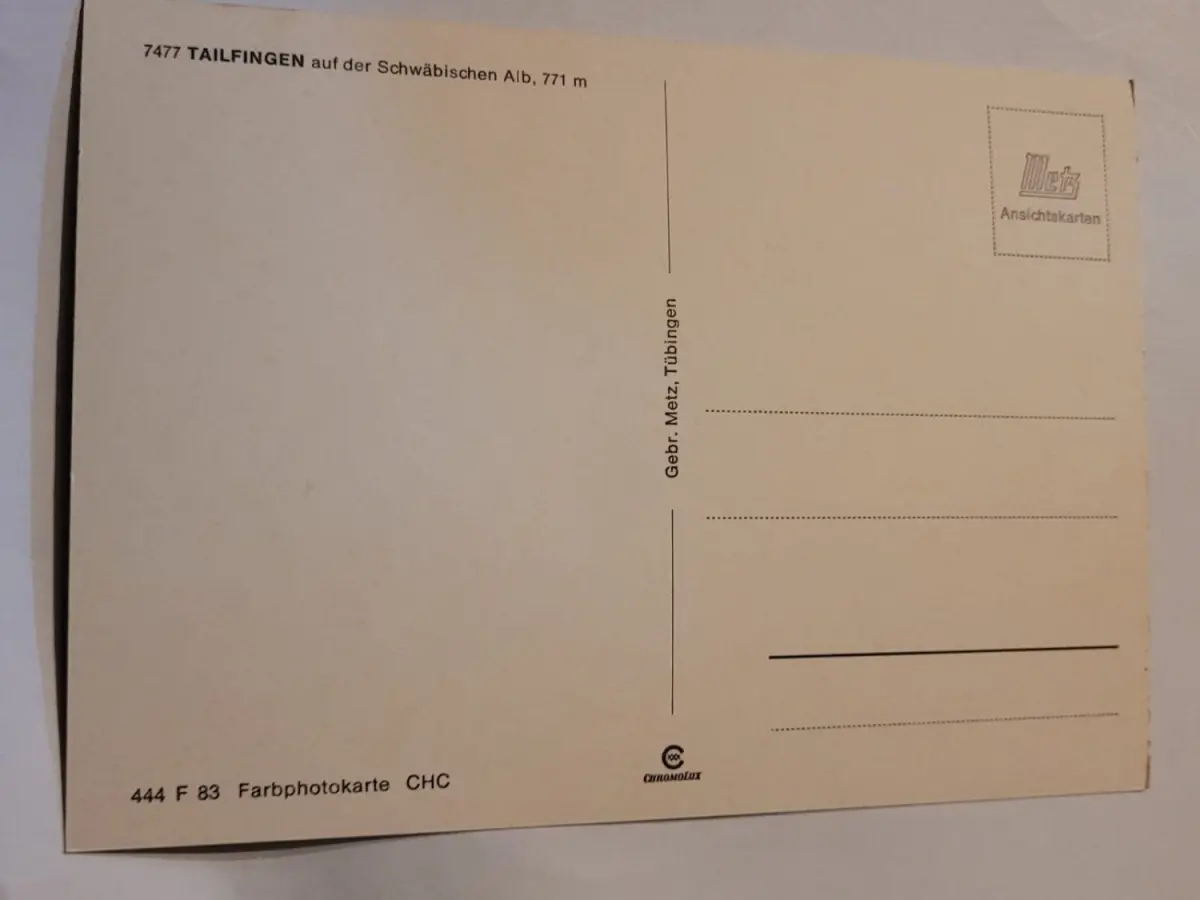 7477 TAILFINGEN auf der Schwäbischen Alb, 771 m
Metz
Ansichtskarten
Gebr. Metz, Tübingen
444 F 83 Farbphotokarte CHC
CHROMOLUX